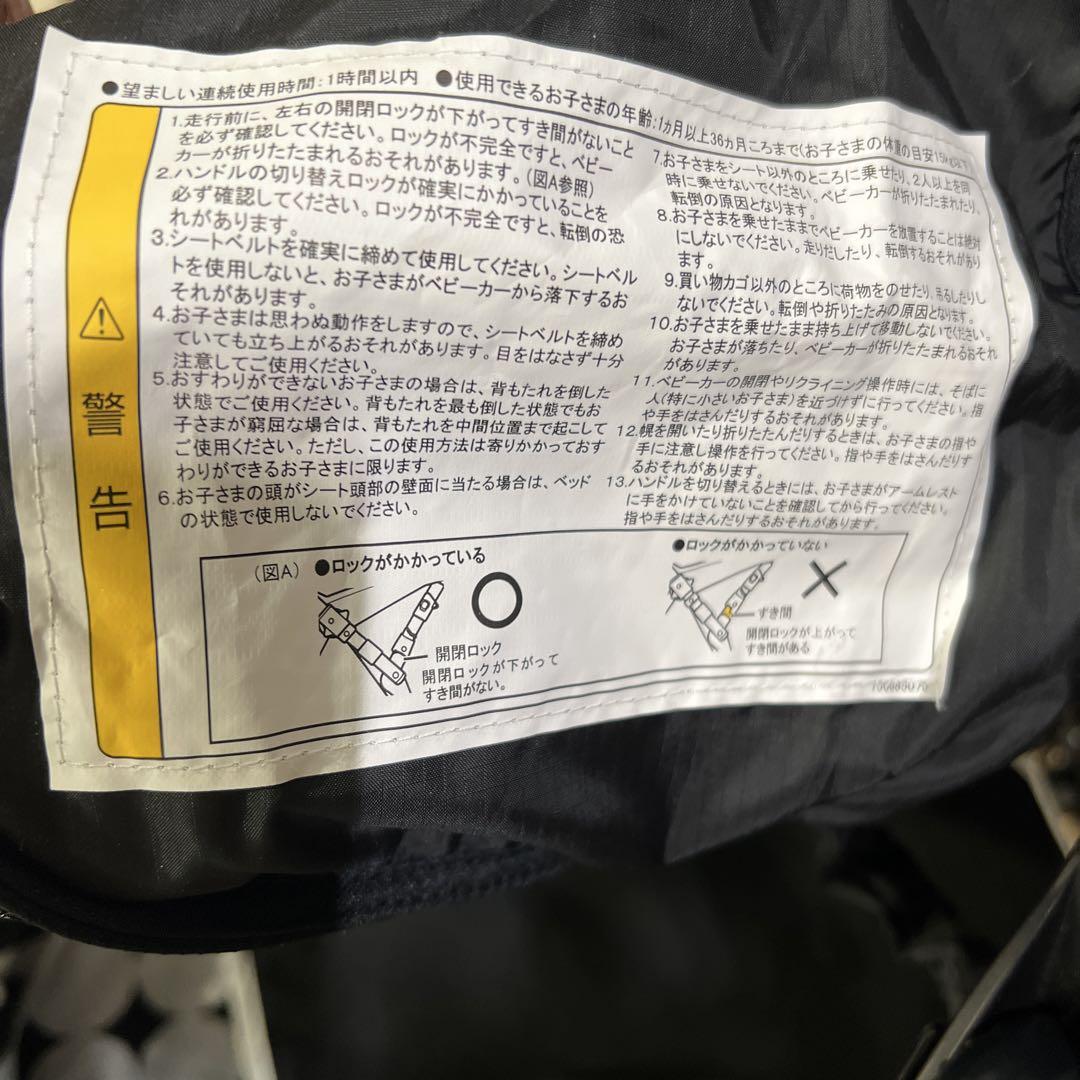 ●望ましい連続使用時間:1時間以内 ●使用できるお子さまの年齢:1カ月以上36カ月ころまで(お子さまの体重の目安15kg以下)
警告
1.走行前に、左右の開閉ロックが下がってすき間がないこと
を必ず確認してください。ロックが不完全ですと、ベビー
カーが折りたたまれるおそれがあります。(図A参照)
2.ハンドルの切り替えロックが確実にかかっていることを
必ず確認してください。ロックが不完全ですと、転倒の恐
れがあります。
3.シートベルトを確実に締めて使用してください。シートベル
トを使用しないと、お子さまがベビーカーから落下するお
それがあります。
4.お子さまは思わぬ動作をしますので、シートベルトを締め
ていても立ち上がるおそれがあります。目をはなさず十分
注意してご使用ください。
5.おすわりができないお子さまの場合は、背もたれを倒した
状態でご使用ください。背もたれを最も倒した状態でもお
子さまが窮屈な場合は、背もたれを中間位置まで起こして
ご使用ください。ただし、この使用方法は寄りかかっておす
わりができるお子さまに限ります。
6.お子さまの頭がシート頭部の壁面に当たる場合は、ベッド
の状態で使用しないでください。
7.お子さまをシート以外のところに乗せたり、2人以上を同
時に乗せないでください。ベビーカーが折りたたまれたり、
転倒の原因となります。
8.お子さまを乗せたままでベビーカーを放置することは絶対
にしないでください。走りだしたり、転倒するおそれがあり
ます。
9.買い物カゴ以外のところに荷物をのせたり、吊るしたりし
ないでください。転倒や折りたたみの原因となります。
10.お子さまを乗せたまま持ち上げて移動しないでください。
お子さまが落ちたり、ベビーカーが折りたたまれるおそれ
があります。
11.ベビーカーの開閉やリクライニング操作時には、そばに
人(特に小さいお子さま)を近づけずに行ってください。指
や手をはさんだりするおそれがあります。
12.幌を開いたり折りたたんだりするときは、お子さまの指や
手に注意し操作を行ってください。指や手をはさんだりす
るおそれがあります。
13.ハンドルを切り替えるときには、お子さまがアームレスト
に手をかけていないことを確認してから行ってください。
指や手をはさんだりするおそれがあります。
(図A) ●ロックがかかっている
開閉ロック
開閉ロックが下がって
すき間がない。
●ロックがかかっていない
すき間
開閉ロックが上がって
すき間がある